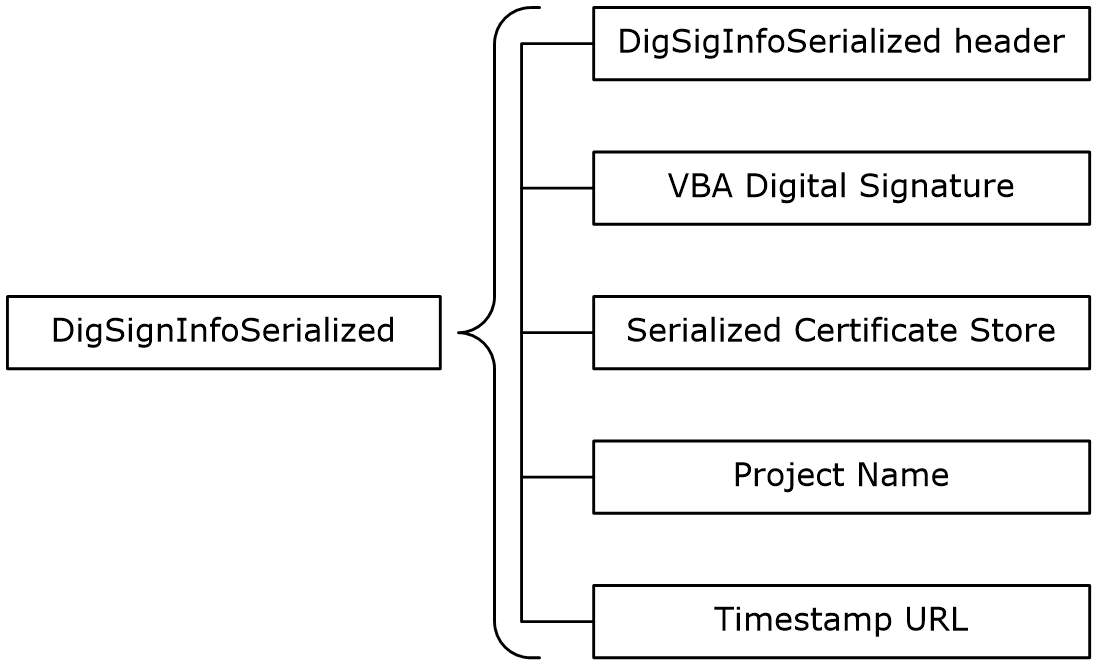 DigSigInfoSerialized header
VBA Digital Signature
DigSignInfoSerialized
Serialized Certificate Store
Project Name
Timestamp URL